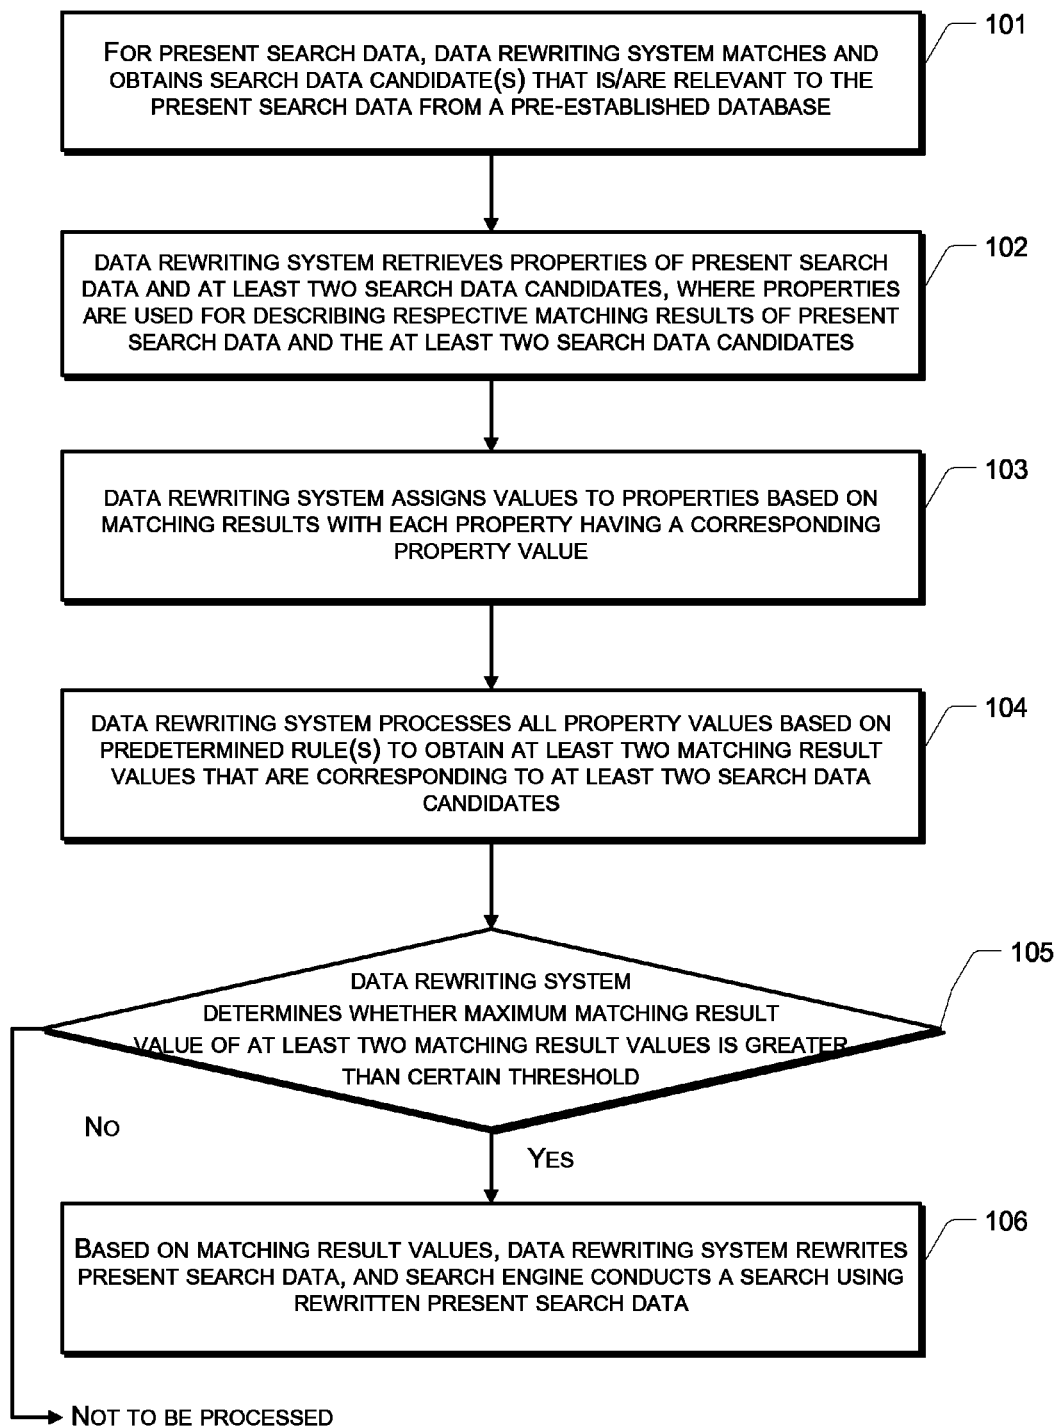 101
FOR PRESENT SEARCH DATA, DATA REWRITING SYSTEM MATCHES AND
OBTAINS SEARCH DATA CANDIDATE(S) THAT IS/ARE RELEVANT TO THE
PRESENT SEARCH DATA FROM A PRE-ESTABLISHED DATABASE
102
DATA REWRITING SYSTEM RETRIEVES PROPERTIES OF PRESENT SEARCH
DATA AND AT LEAST TWO SEARCH DATA CANDIDATES, WHERE PROPERTIES
ARE USED FOR DESCRIBING RESPECTIVE MATCHING RESULTS OF PRESENT
SEARCH DATA AND THE AT LEAST TWO SEARCH DATA CANDIDATES
103
DATA REWRITING SYSTEM ASSIGNS VALUES TO PROPERTIES BASED ON
MATCHING RESULTS WITH EACH PROPERTY HAVING A CORRESPONDING
PROPERTY VALUE
104
DATA REWRITING SYSTEM PROCESSES ALL PROPERTY VALUES BASED ON
PREDETERMINED RULE(S) TO OBTAIN AT LEAST TWO MATCHING RESULT
VALUES THAT ARE CORRESPONDING TO AT LEAST TWO SEARCH DATA
CANDIDATES
105
DATA REWRITING SYSTEM
DETERMINES WHETHER MAXIMUM MATCHING RESULT
VALUE OF AT LEAST TWO MATCHING RESULT VALUES IS GREATER
THAN CERTAIN THRESHOLD
NO
YES
106
BASED ON MATCHING RESULT VALUES, DATA REWRITING SYSTEM REWRITES
PRESENT SEARCH DATA, AND SEARCH ENGINE CONDUCTS A SEARCH USING
REWRITTEN PRESENT SEARCH DATA
NOT TO BE PROCESSED